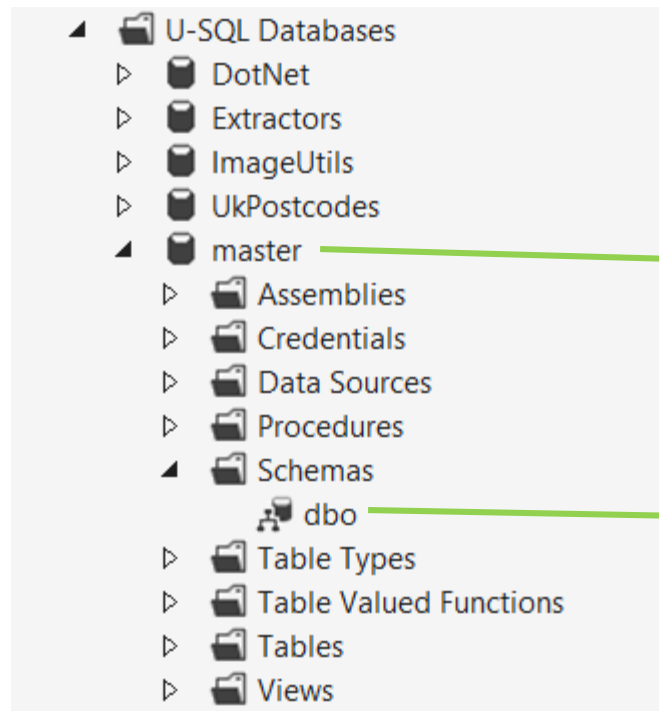 U-SQL Databases
DotNet
Extractors
ImageUtils
UkPostcodes
master
Assemblies
Credentials
Data Sources
Procedures
Schemas
dbo
Table Types
Table Valued Functions
Tables
Views